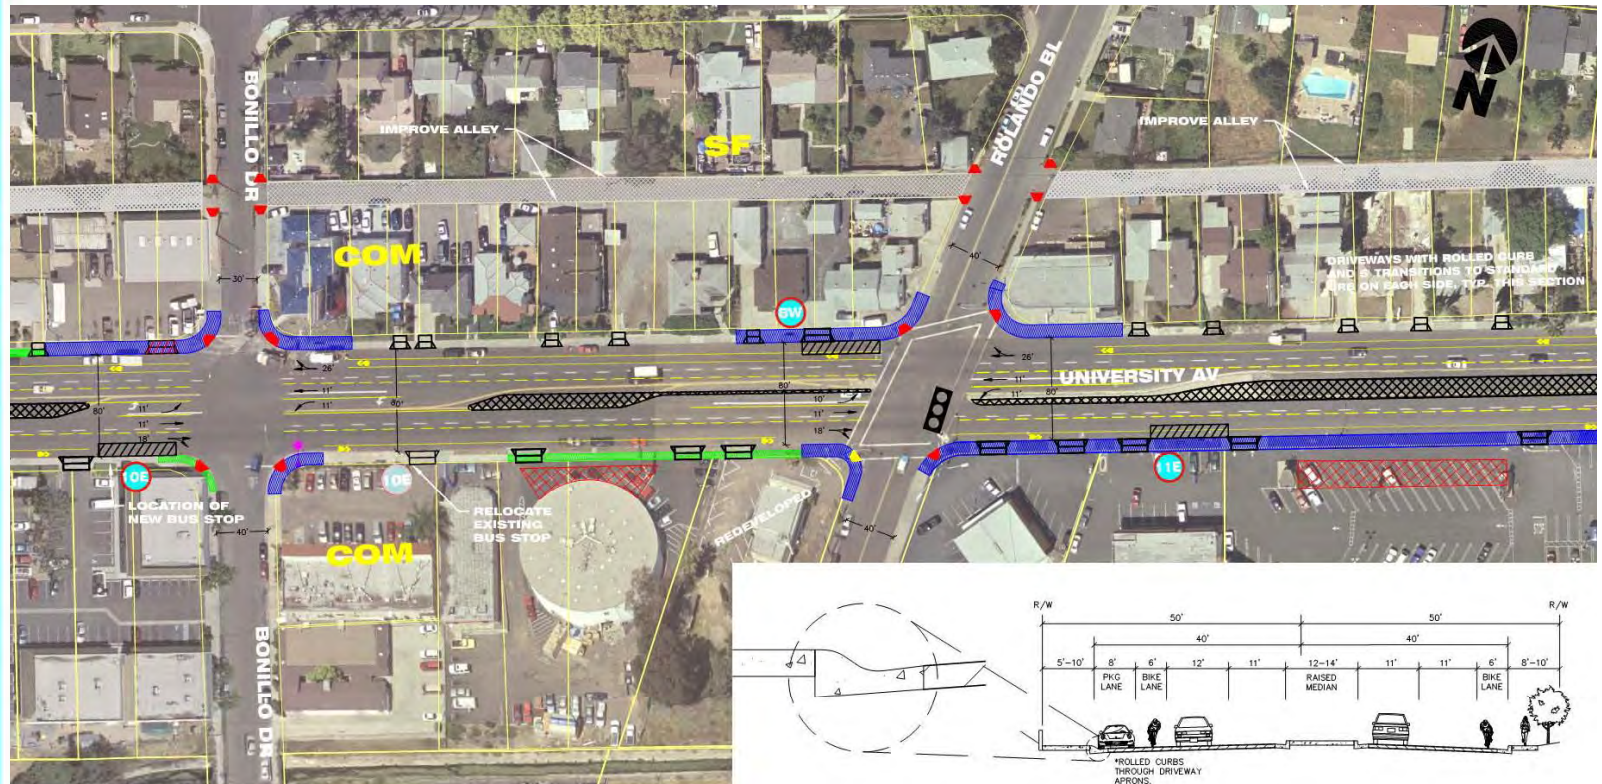 BONILLO DR
ROLANDO BL
IMPROVE ALLEY
SF
IMPROVE ALLEY
N
COM
30'
40'
DRIVEWAYS WITH ROLLED CURB
AND 5' TRANSITIONS TO STANDARD
ON EACH SIDE, TYP. THIS SECTION
6W
26'
26'
11'
11'
UNIVERSITY AV
80'
80'
80'
80'
11'
11'
18'
11'
10'
11'
18'
10E
10E
11E
LOCATION OF
NEW BUS STOP
RELOCATE
EXISTING
BUS STOP
REDEVELOPED
40'
40'
COM
BONILLO DR
R/W
R/W
50'
50'
40'
40'
5'-10'
8'
6'
12'
11'
12-14'
11'
11'
6'
8'-10'
PKG
LANE
BIKE
LANE
RAISED
MEDIAN
BIKE
LANE
*ROLLED CURBS
THROUGH DRIVEWAY
APRONS.